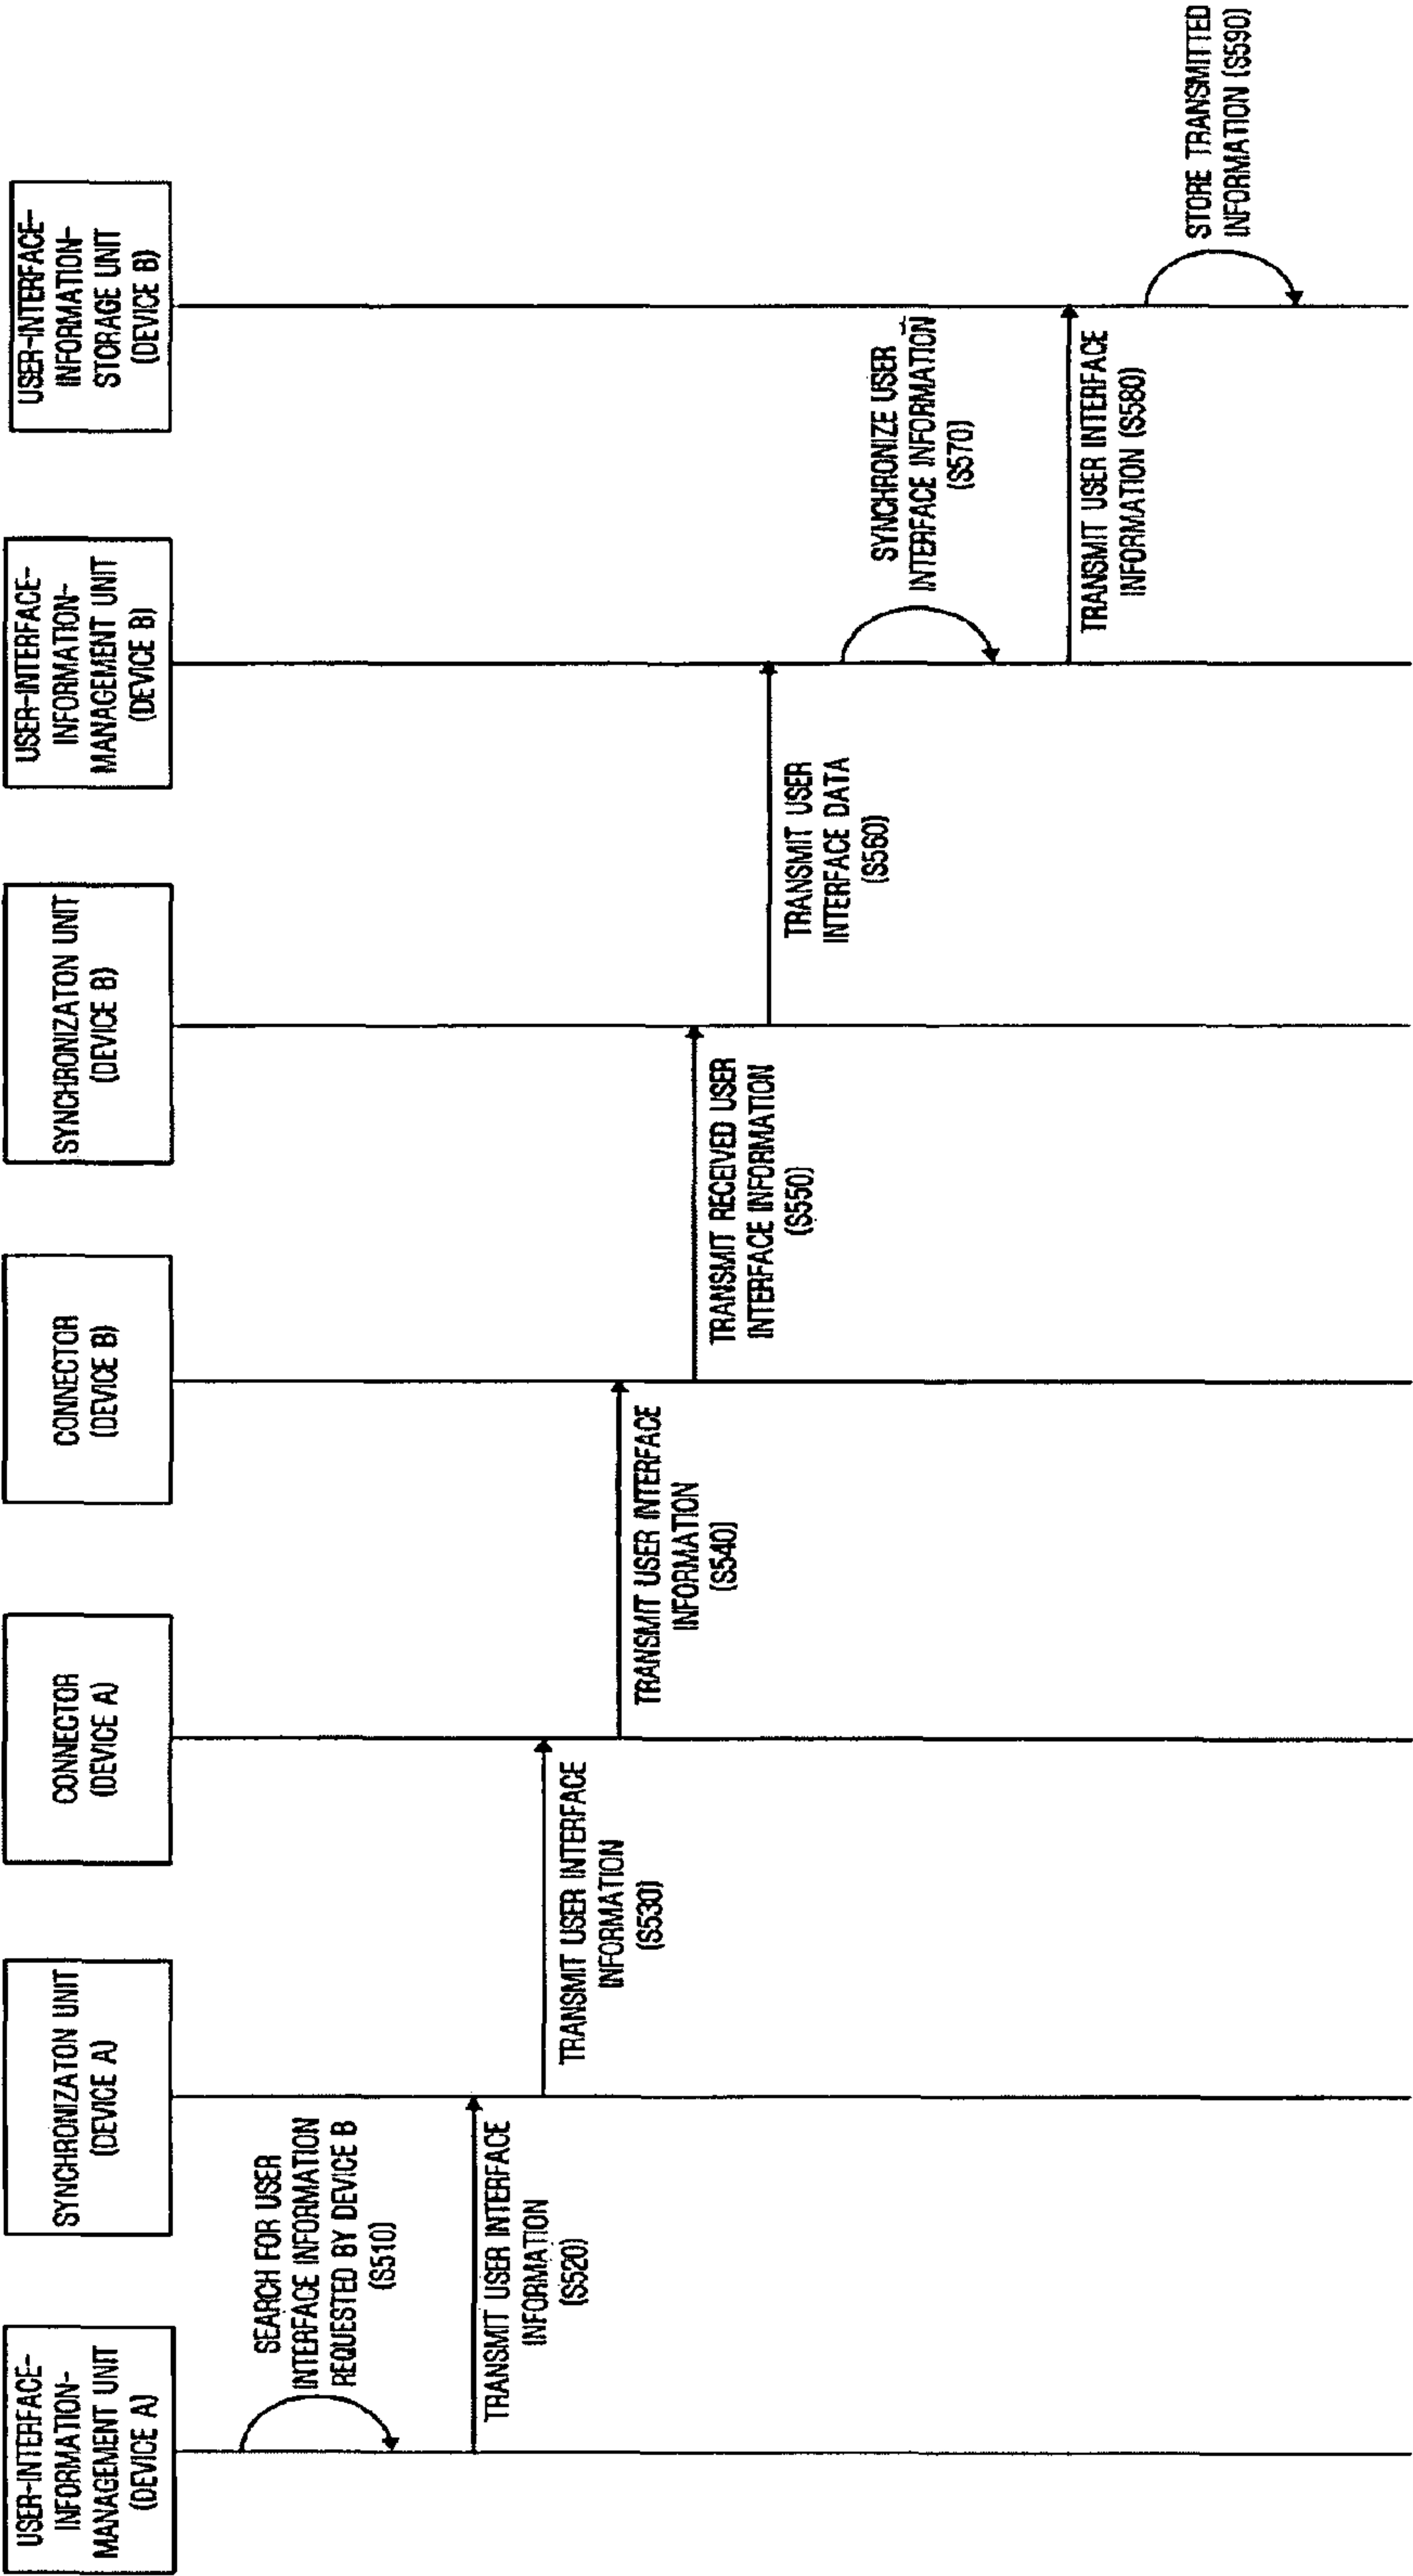 USER-INTERFACE-
INFORMATION-
MANAGEMENT UNIT
(DEVICE A)
SYNCHRONIZATON UNIT
(DEVICE A)
CONNECTOR
(DEVICE A)
CONNECTOR
(DEVICE B)
SYNCHRONIZATON UNIT
(DEVICE B)
USER-INTERFACE-
INFORMATION-
MANAGEMENT UNIT
(DEVICE B)
USER-INTERFACE-
INFORMATION-
STORAGE UNIT
(DEVICE B)
SEARCH FOR USER
INTERFACE INFORMATION
REQUESTED BY DEVICE B
(S510)
TRANSMIT USER INTERFACE
INFORMATION
(S520)
TRANSMIT USER INTERFACE
INFORMATION
(S530)
TRANSMIT USER INTERFACE
INFORMATION
(S540)
TRANSMIT RECEIVED USER
INTERFACE INFORMATION
(S550)
TRANSMIT USER
INTERFACE DATA
(S560)
SYNCHRONIZE USER
INTERFACE INFORMATION
(S570)
TRANSMIT USER INTERFACE
INFORMATION (S580)
STORE TRANSMITTED
INFORMATION (S590)